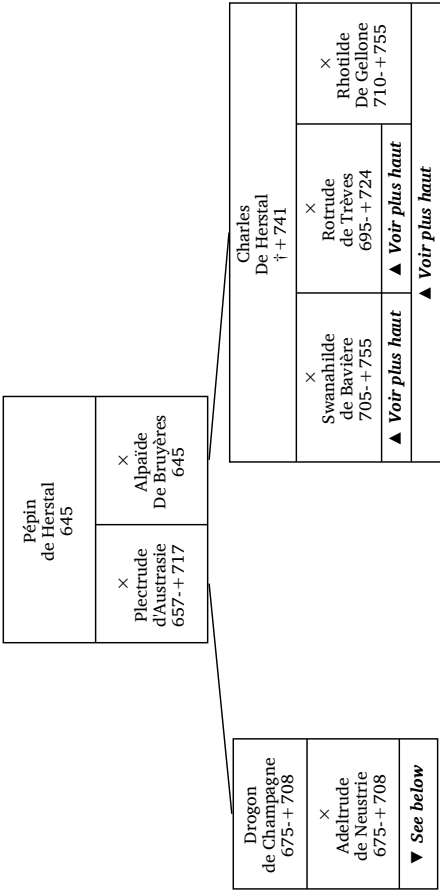 Pépin
de Herstal
645
×
Plectrude
d'Austrasie
657-+717
×
Alpaïde
De Bruyères
645
Drogon
de Champagne
675-+708
×
Adeltrude
de Neustrie
675-+708
▼ See below
Charles
De Herstal
†+741
×
Swanahilde
de Bavière
705-+755
▲ Voir plus haut
×
Rotrude
de Trèves
695-+724
▲ Voir plus haut
×
Rhotilde
De Gellone
710-+755
▲ Voir plus haut